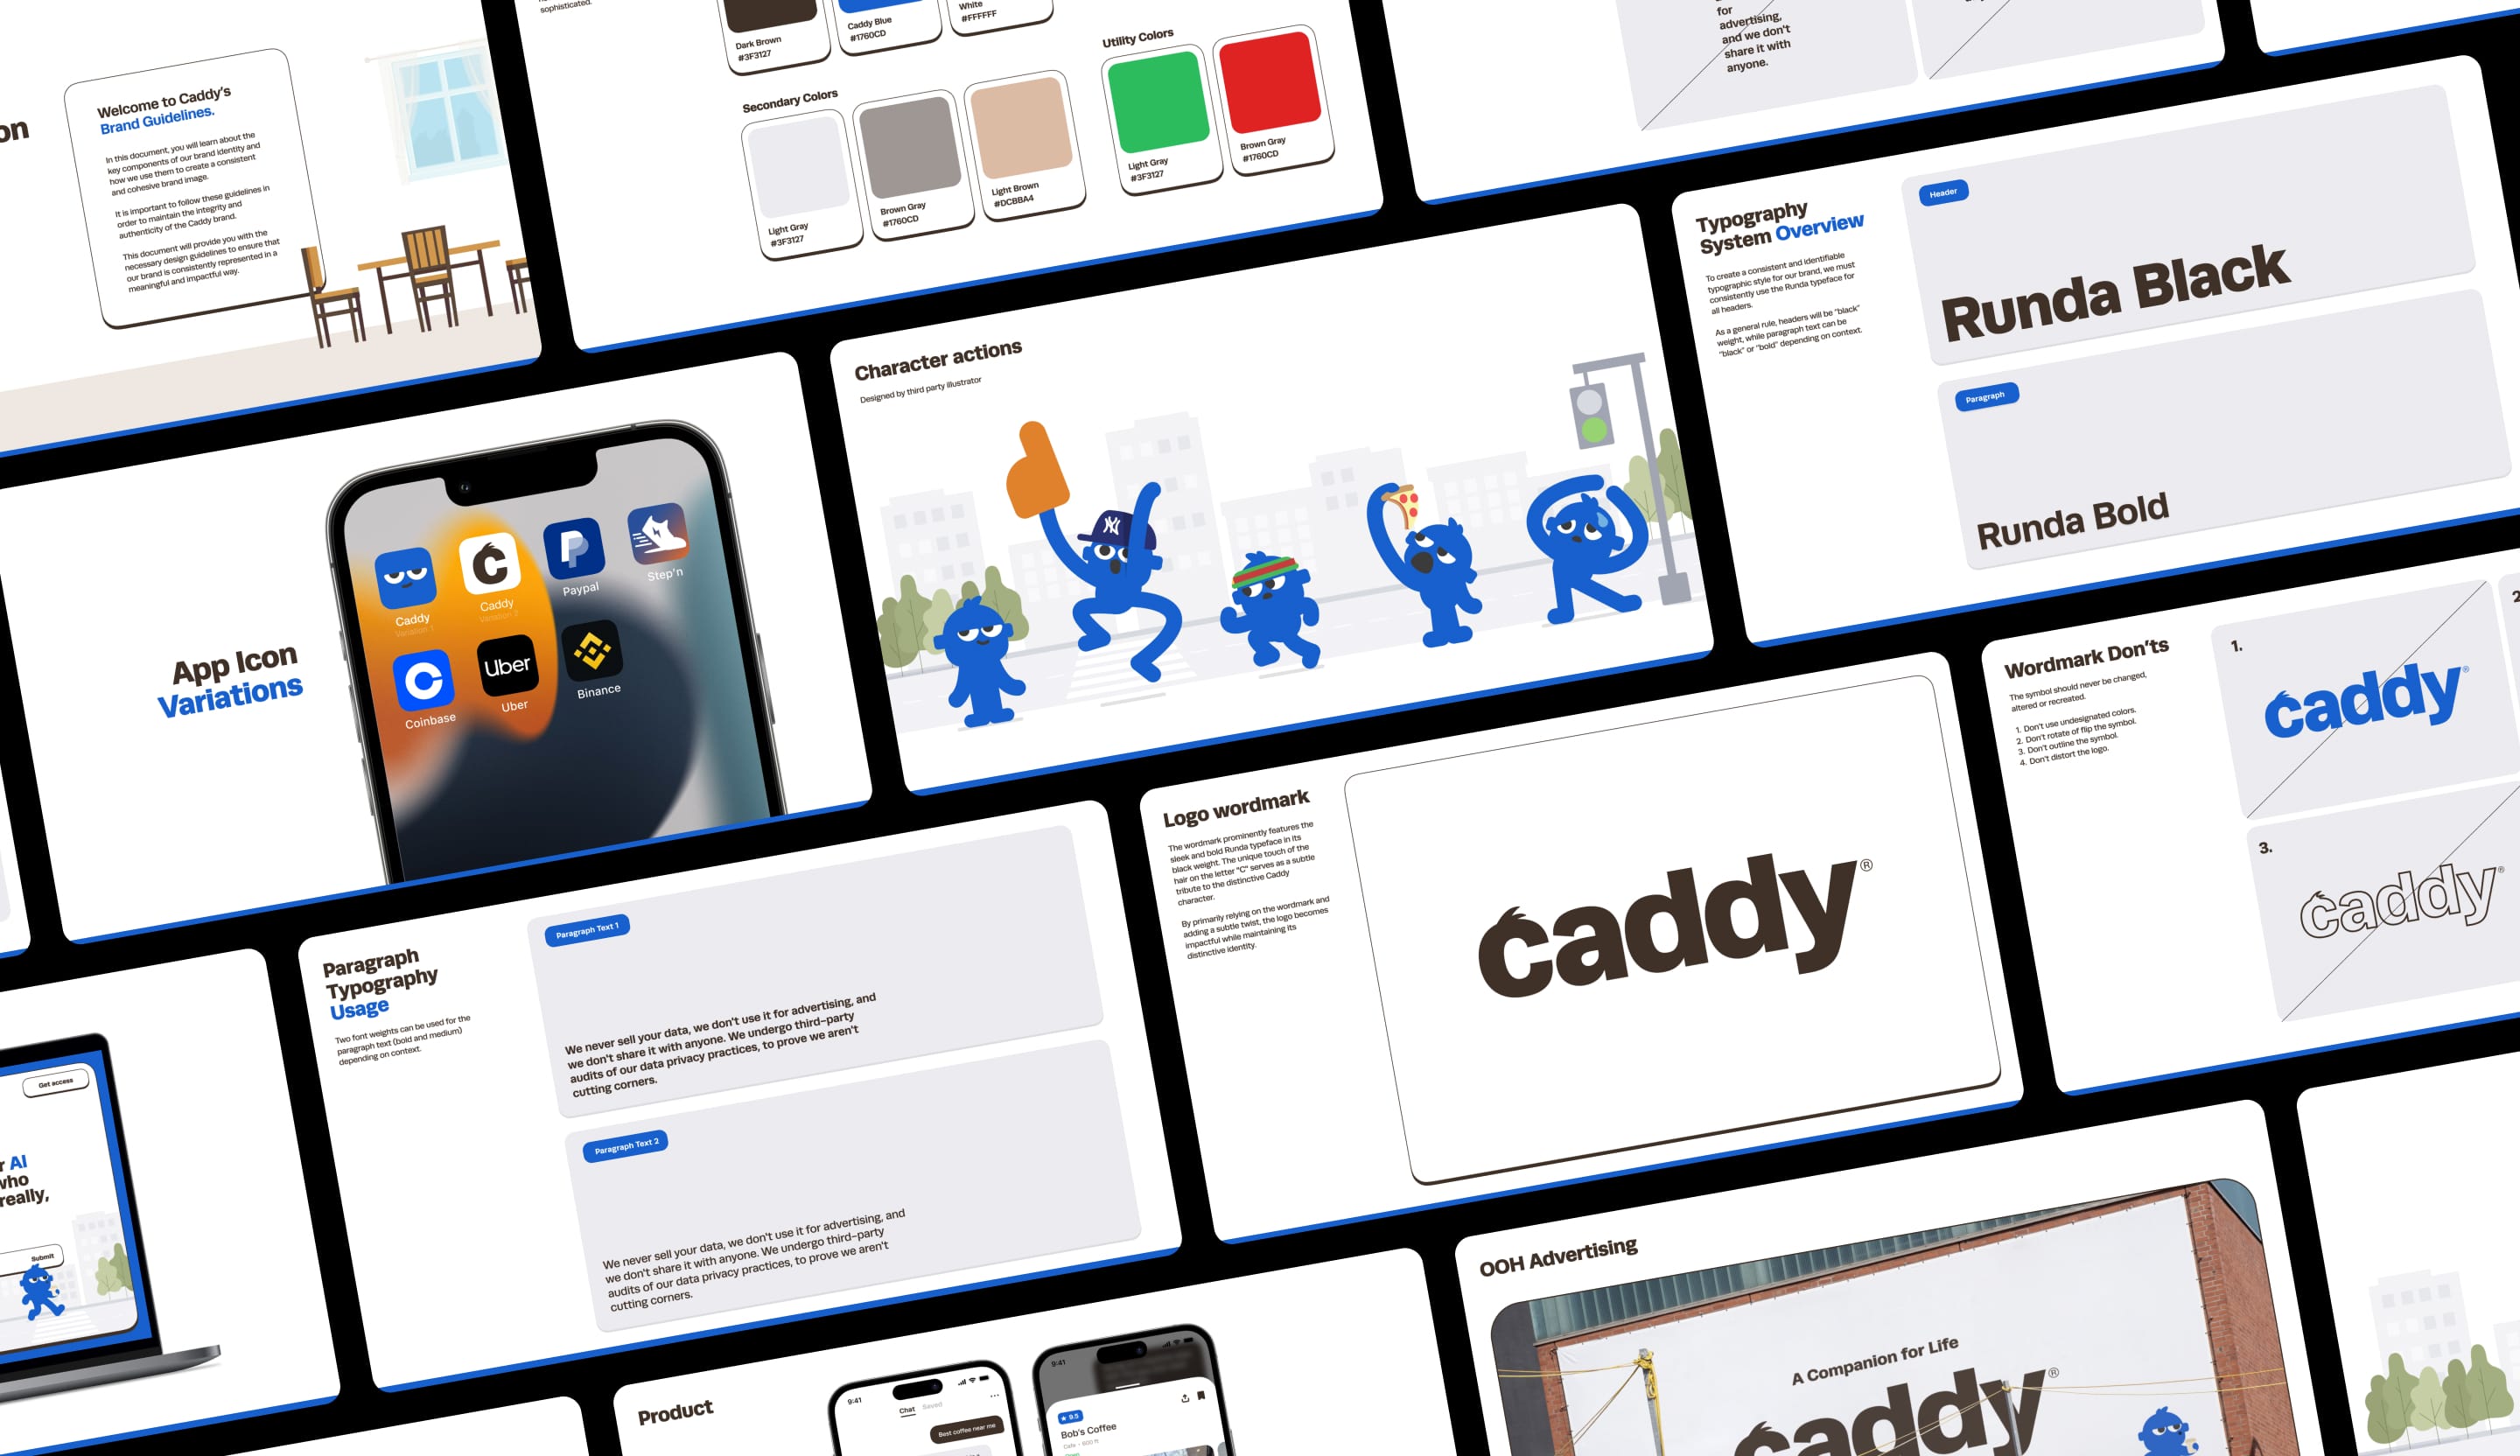 on
Welcome to Caddy's
Brand Guidelines.
In this document, you will learn about the
key components of our brand identity and
how we use them to create a consistent
and cohesive brand image.
It is important to follow these guidelines in
order to maintain the integrity and
authenticity of the Caddy brand.
This document will provide you with the
necessary design guidelines to ensure that
our brand is consistently represented in a
meaningful and impactful way.
sophisticated.
Dark Brown
#3F3127
Caddy Blue
#1760CD
White
#FFFFFF
Secondary Colors
Light Gray
#3F3127
Brown Gray
#1760CD
Light Brown
#DCBBA4
Utility Colors
Light Gray
#3F3127
Brown Gray
#1760CD
for
advertising,
and we don't
share it with
anyone.
Typography
System Overview
To create a consistent and identifiable
typographic style for our brand, we must
consistently use the Runda typeface for
all headers.
As a general rule, headers will be "black"
weight, while paragraph text can be
"black" or "bold" depending on context.
Header
Runda Black
Paragraph
Runda Bold
App Icon
Variations
Caddy
Variation 1
Caddy
Variation 2
Paypal
Step'n
Coinbase
Uber
Uber
Binance
Character actions
Designed by third party illustrator
NY
Logo wordmark
The wordmark prominently features the
sleek and bold Runda typeface in its
black weight. The unique touch of the
hair on the letter "C" serves as a subtle
tribute to the distinctive Caddy
character.
By primarily relying on the wordmark and
adding a subtle twist, the logo becomes
impactful while maintaining its
distinctive identity.
caddy®
Wordmark Don'ts
The symbol should never be changed,
altered or recreated.
1. Don't use undesignated colors.
2. Don't rotate of flip the symbol.
3. Don't outline the symbol.
4. Don't distort the logo.
1.
caddy®
2
3.
caddy®
Get access
r AI
who
really,
Submit
Paragraph
Typography
Usage
Two font weights can be used for the
paragraph text (bold and medium)
depending on context.
Paragraph Text 1
We never sell your data, we don't use it for advertising, and
we don't share it with anyone. We undergo third-party
audits of our data privacy practices, to prove we aren't
cutting corners.
Paragraph Text 2
We never sell your data, we don't use it for advertising, and
we don't share it with anyone. We undergo third-party
audits of our data privacy practices, to prove we aren't
cutting corners.
Product
9:41
Chat Saved
Best coffee near me
9:41
9.5
Bob's Coffee
Cafe • 600 ft
OOH Advertising
A Companion for Life
caddy®